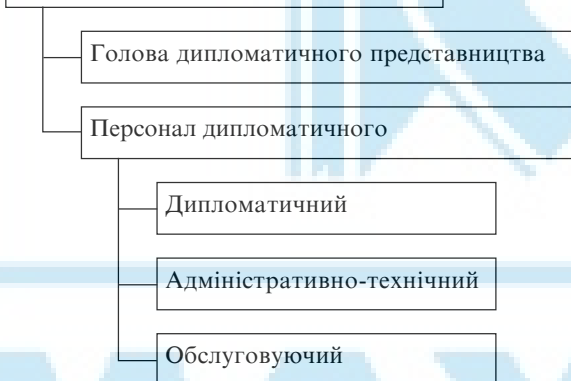 Голова дипломатичного представництва
Персонал дипломатичного
Дипломатичний
Адміністративно-технічний
Обслуговуючий